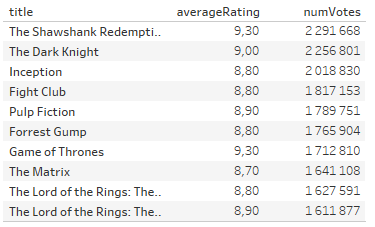 title averageRating numVotes
The Shawshank Redempti.. 9,30 2 291 668
The Dark Knight 9,00 2 256 801
Inception 8,80 2 018 830
Fight Club 8,80 1 817 153
Pulp Fiction 8,90 1 789 751
Forrest Gump 8,80 1 765 904
Game of Thrones 9,30 1 712 810
The Matrix 8,70 1 641 108
The Lord of the Rings: The.. 8,80 1 627 591
The Lord of the Rings: The.. 8,90 1 611 877